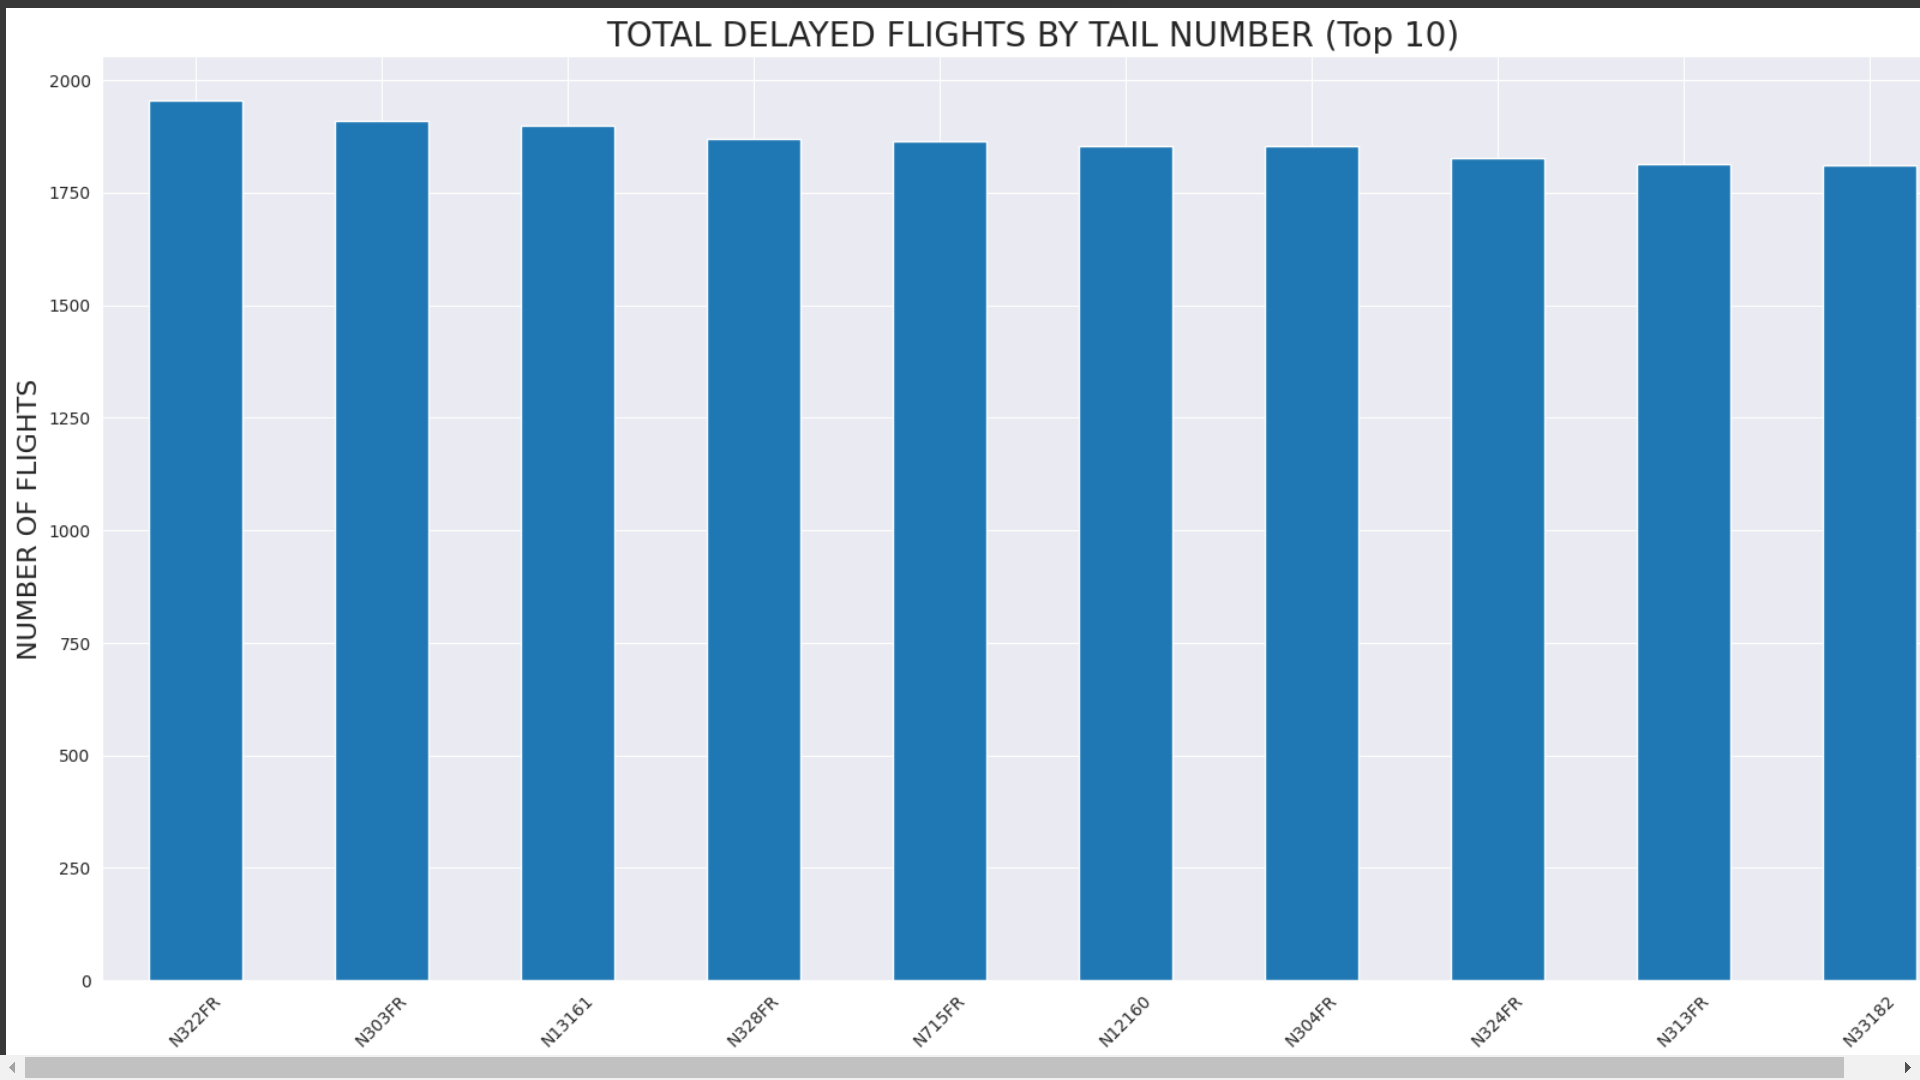 TOTAL DELAYED FLIGHTS BY TAIL NUMBER (Top 10)
NUMBER OF FLIGHTS
2000
1750
1500
1250
1000
750
500
250
0
N322FR
N303FR
N13161
N328FR
N715FR
N12160
N304FR
N324FR
N313FR
N33182